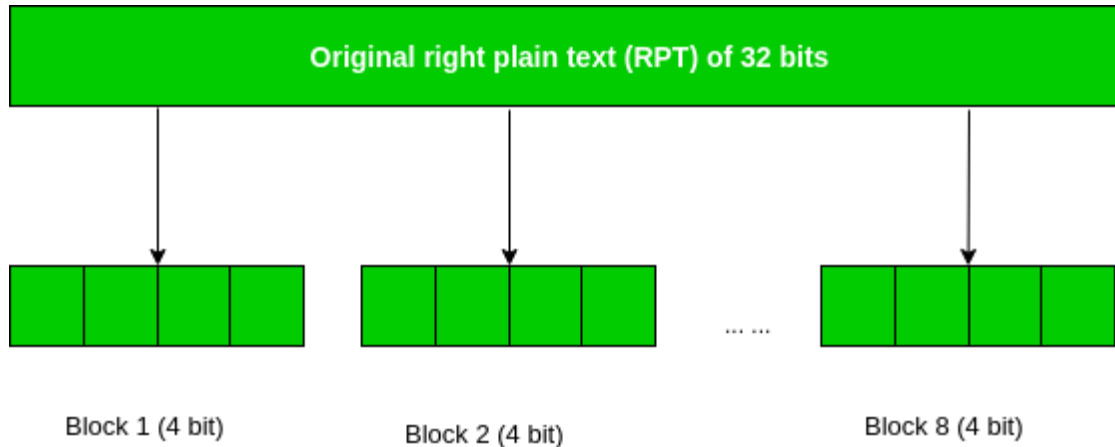 Original right plain text (RPT) of 32 bits
... ...
Block 1 (4 bit)
Block 2 (4 bit)
Block 8 (4 bit)